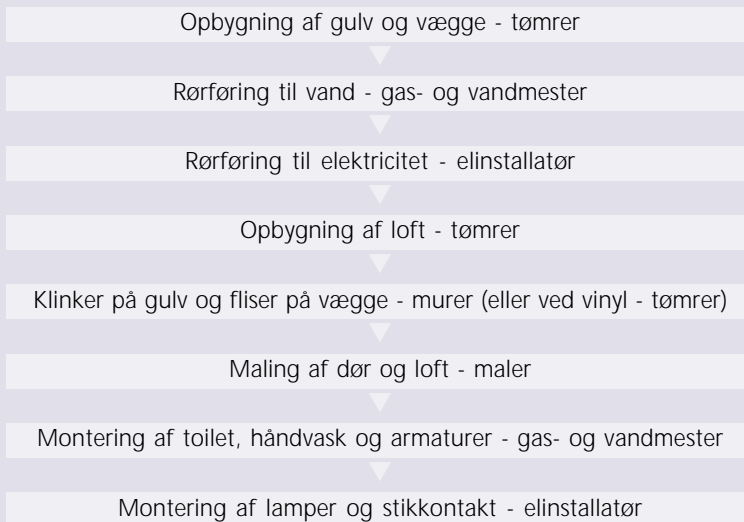 Opbygning af gulv og vægge - tømrer
Rørføring til vand - gas- og vandmester
Rørføring til elektricitet - elinstallatør
Opbygning af loft - tømrer
Klinker på gulv og fliser på vægge - murer (eller ved vinyl - tømrer)
Maling af dør og loft - maler
Montering af toilet, håndvask og armaturer - gas- og vandmester
Montering af lamper og stikkontakt - elinstallatør